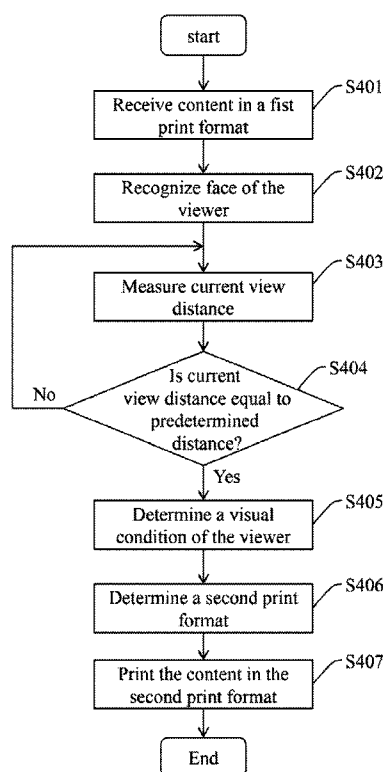 start
S401
Receive content in a fist
print format
S402
Recognize face of the
viewer
S403
Measure current view
distance
S404
Is current
view distance equal to
predetermined
distance?
No
Yes
S405
Determine a visual
condition of the viewer
S406
Determine a second print
format
S407
Print the content in the
second print format
End